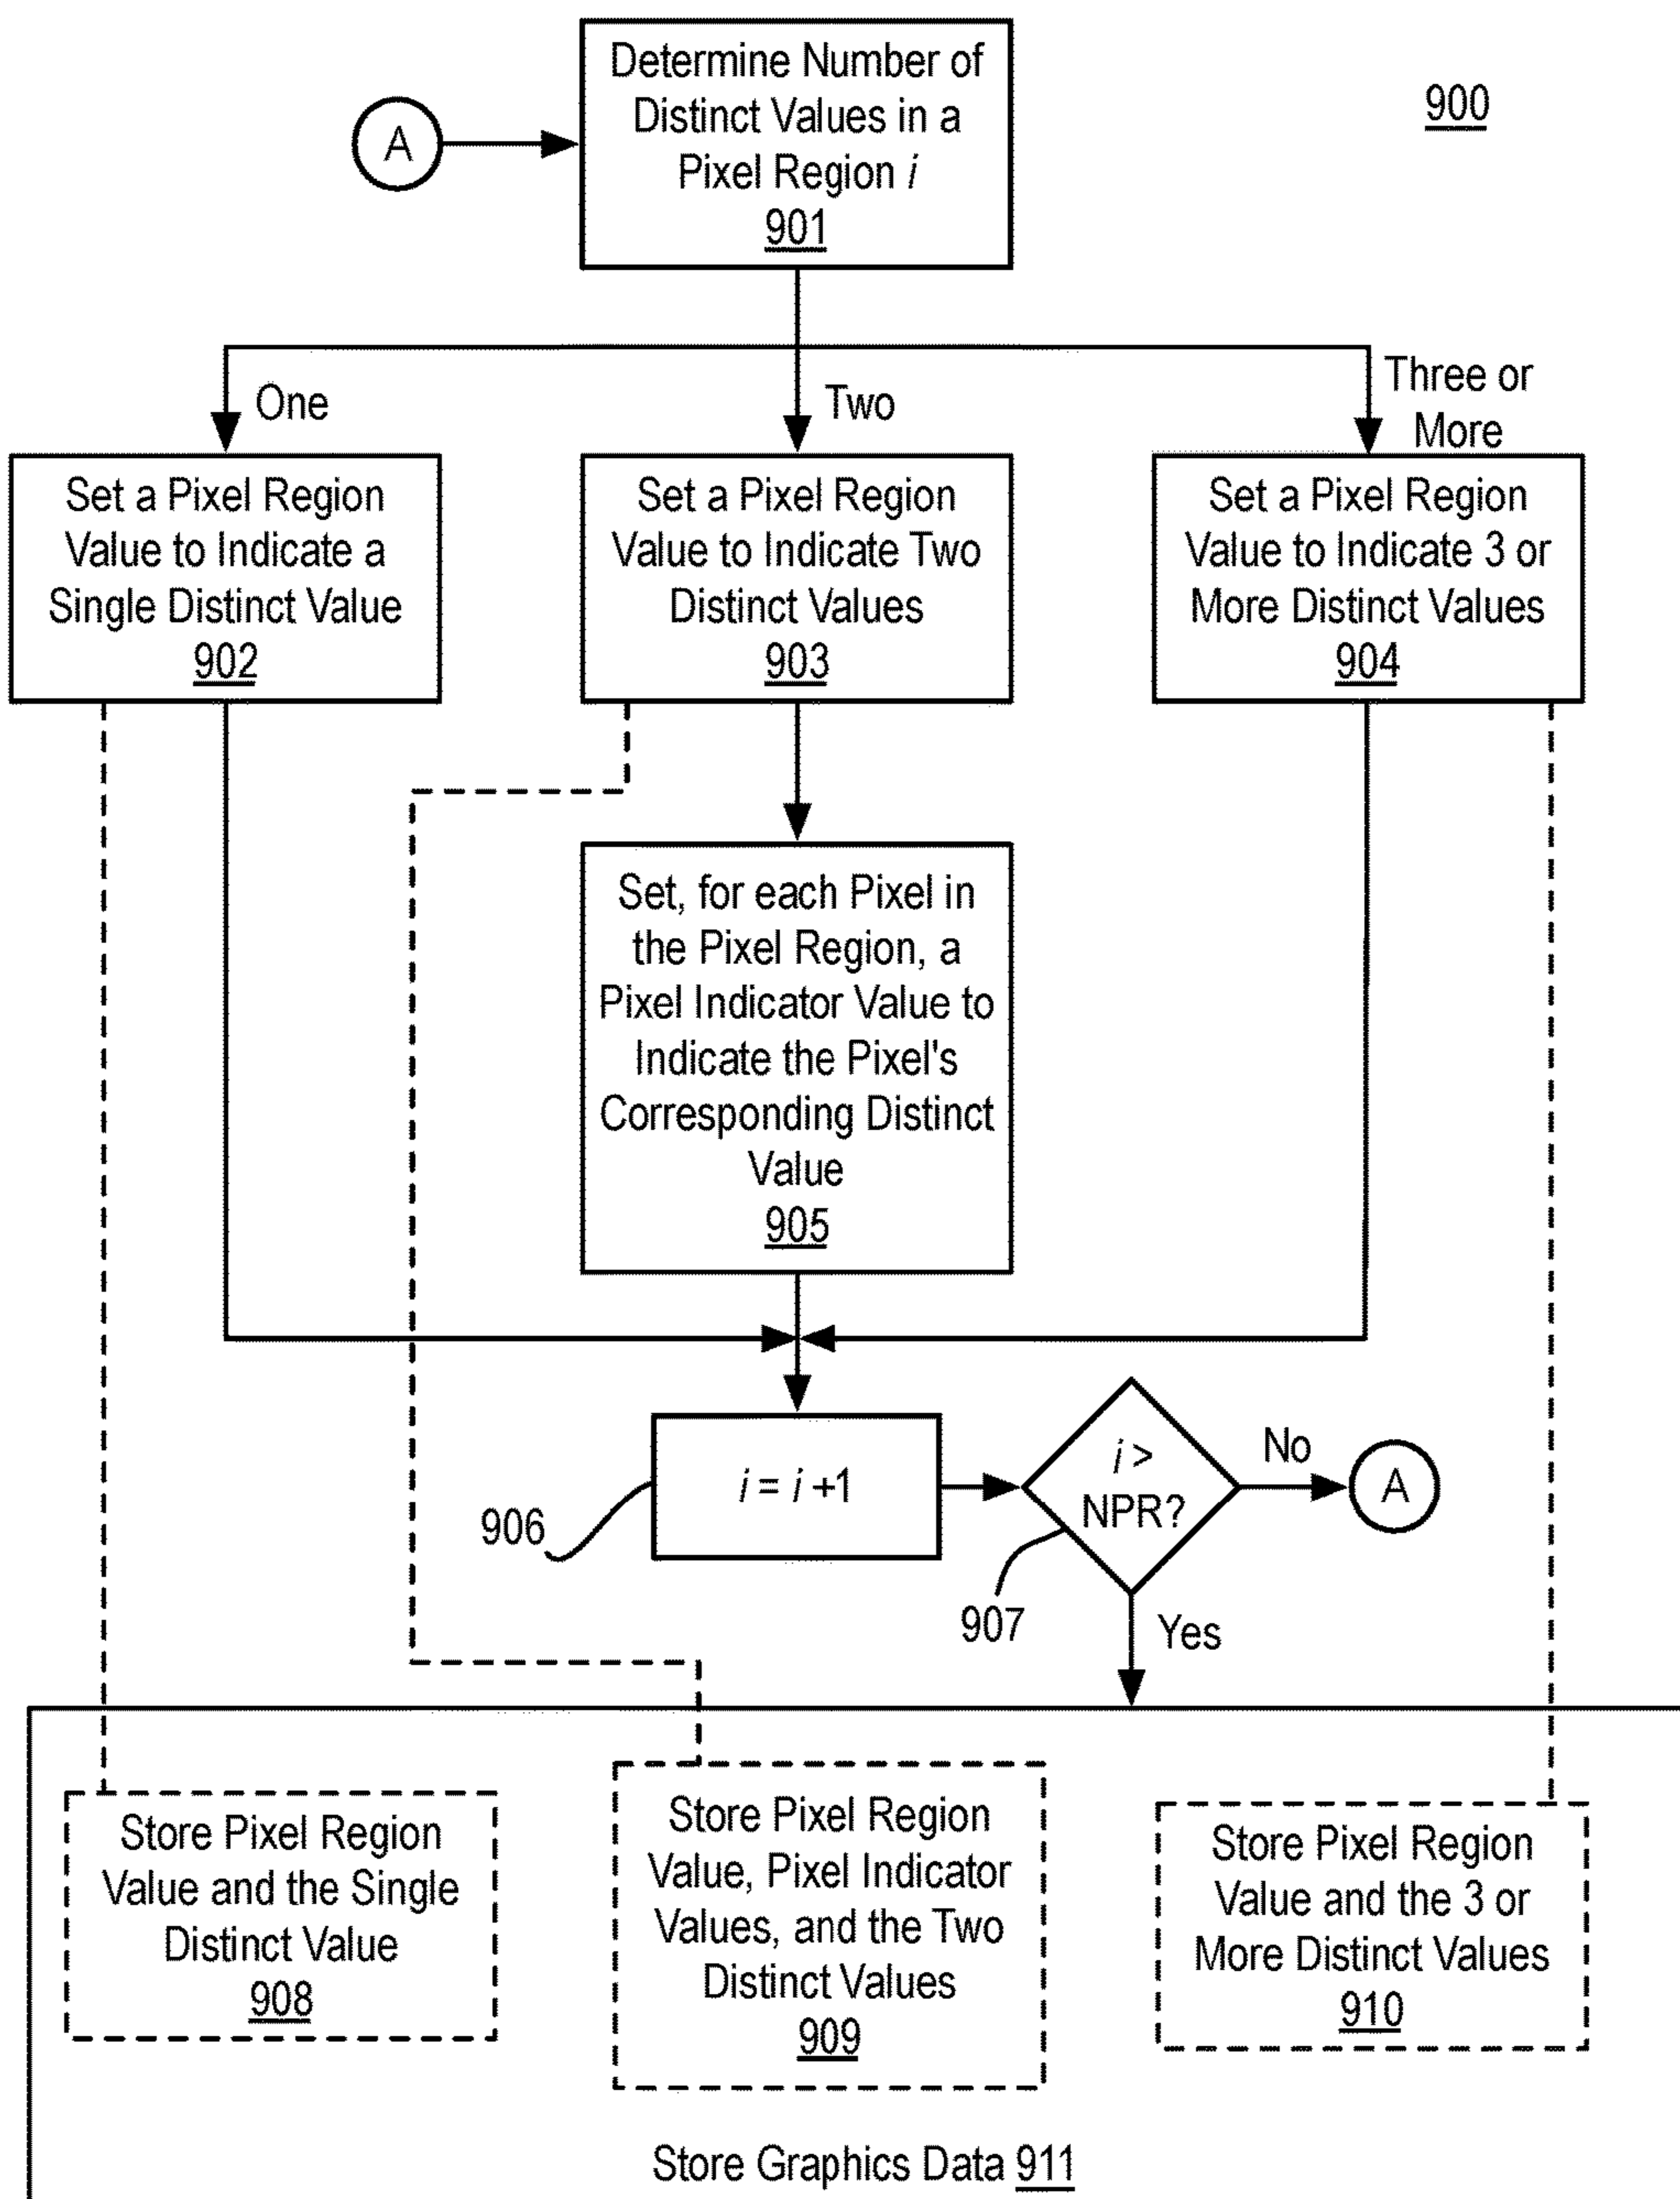 Determine Number of
Distinct Values in a
Pixel Region i
901
900
A
One
Two
Three or
More
Set a Pixel Region
Value to Indicate a
Single Distinct Value
902
Set a Pixel Region
Value to Indicate Two
Distinct Values
903
Set a Pixel Region
Value to Indicate 3 or
More Distinct Values
904
Set, for each Pixel in
the Pixel Region, a
Pixel Indicator Value to
Indicate the Pixel's
Corresponding Distinct
Value
905
i = i +1
906
i >
NPR?
907
No
A
Yes
Store Pixel Region
Value and the Single
Distinct Value
908
Store Pixel Region
Value, Pixel Indicator
Values, and the Two
Distinct Values
909
Store Pixel Region
Value and the 3 or
More Distinct Values
910
Store Graphics Data 911